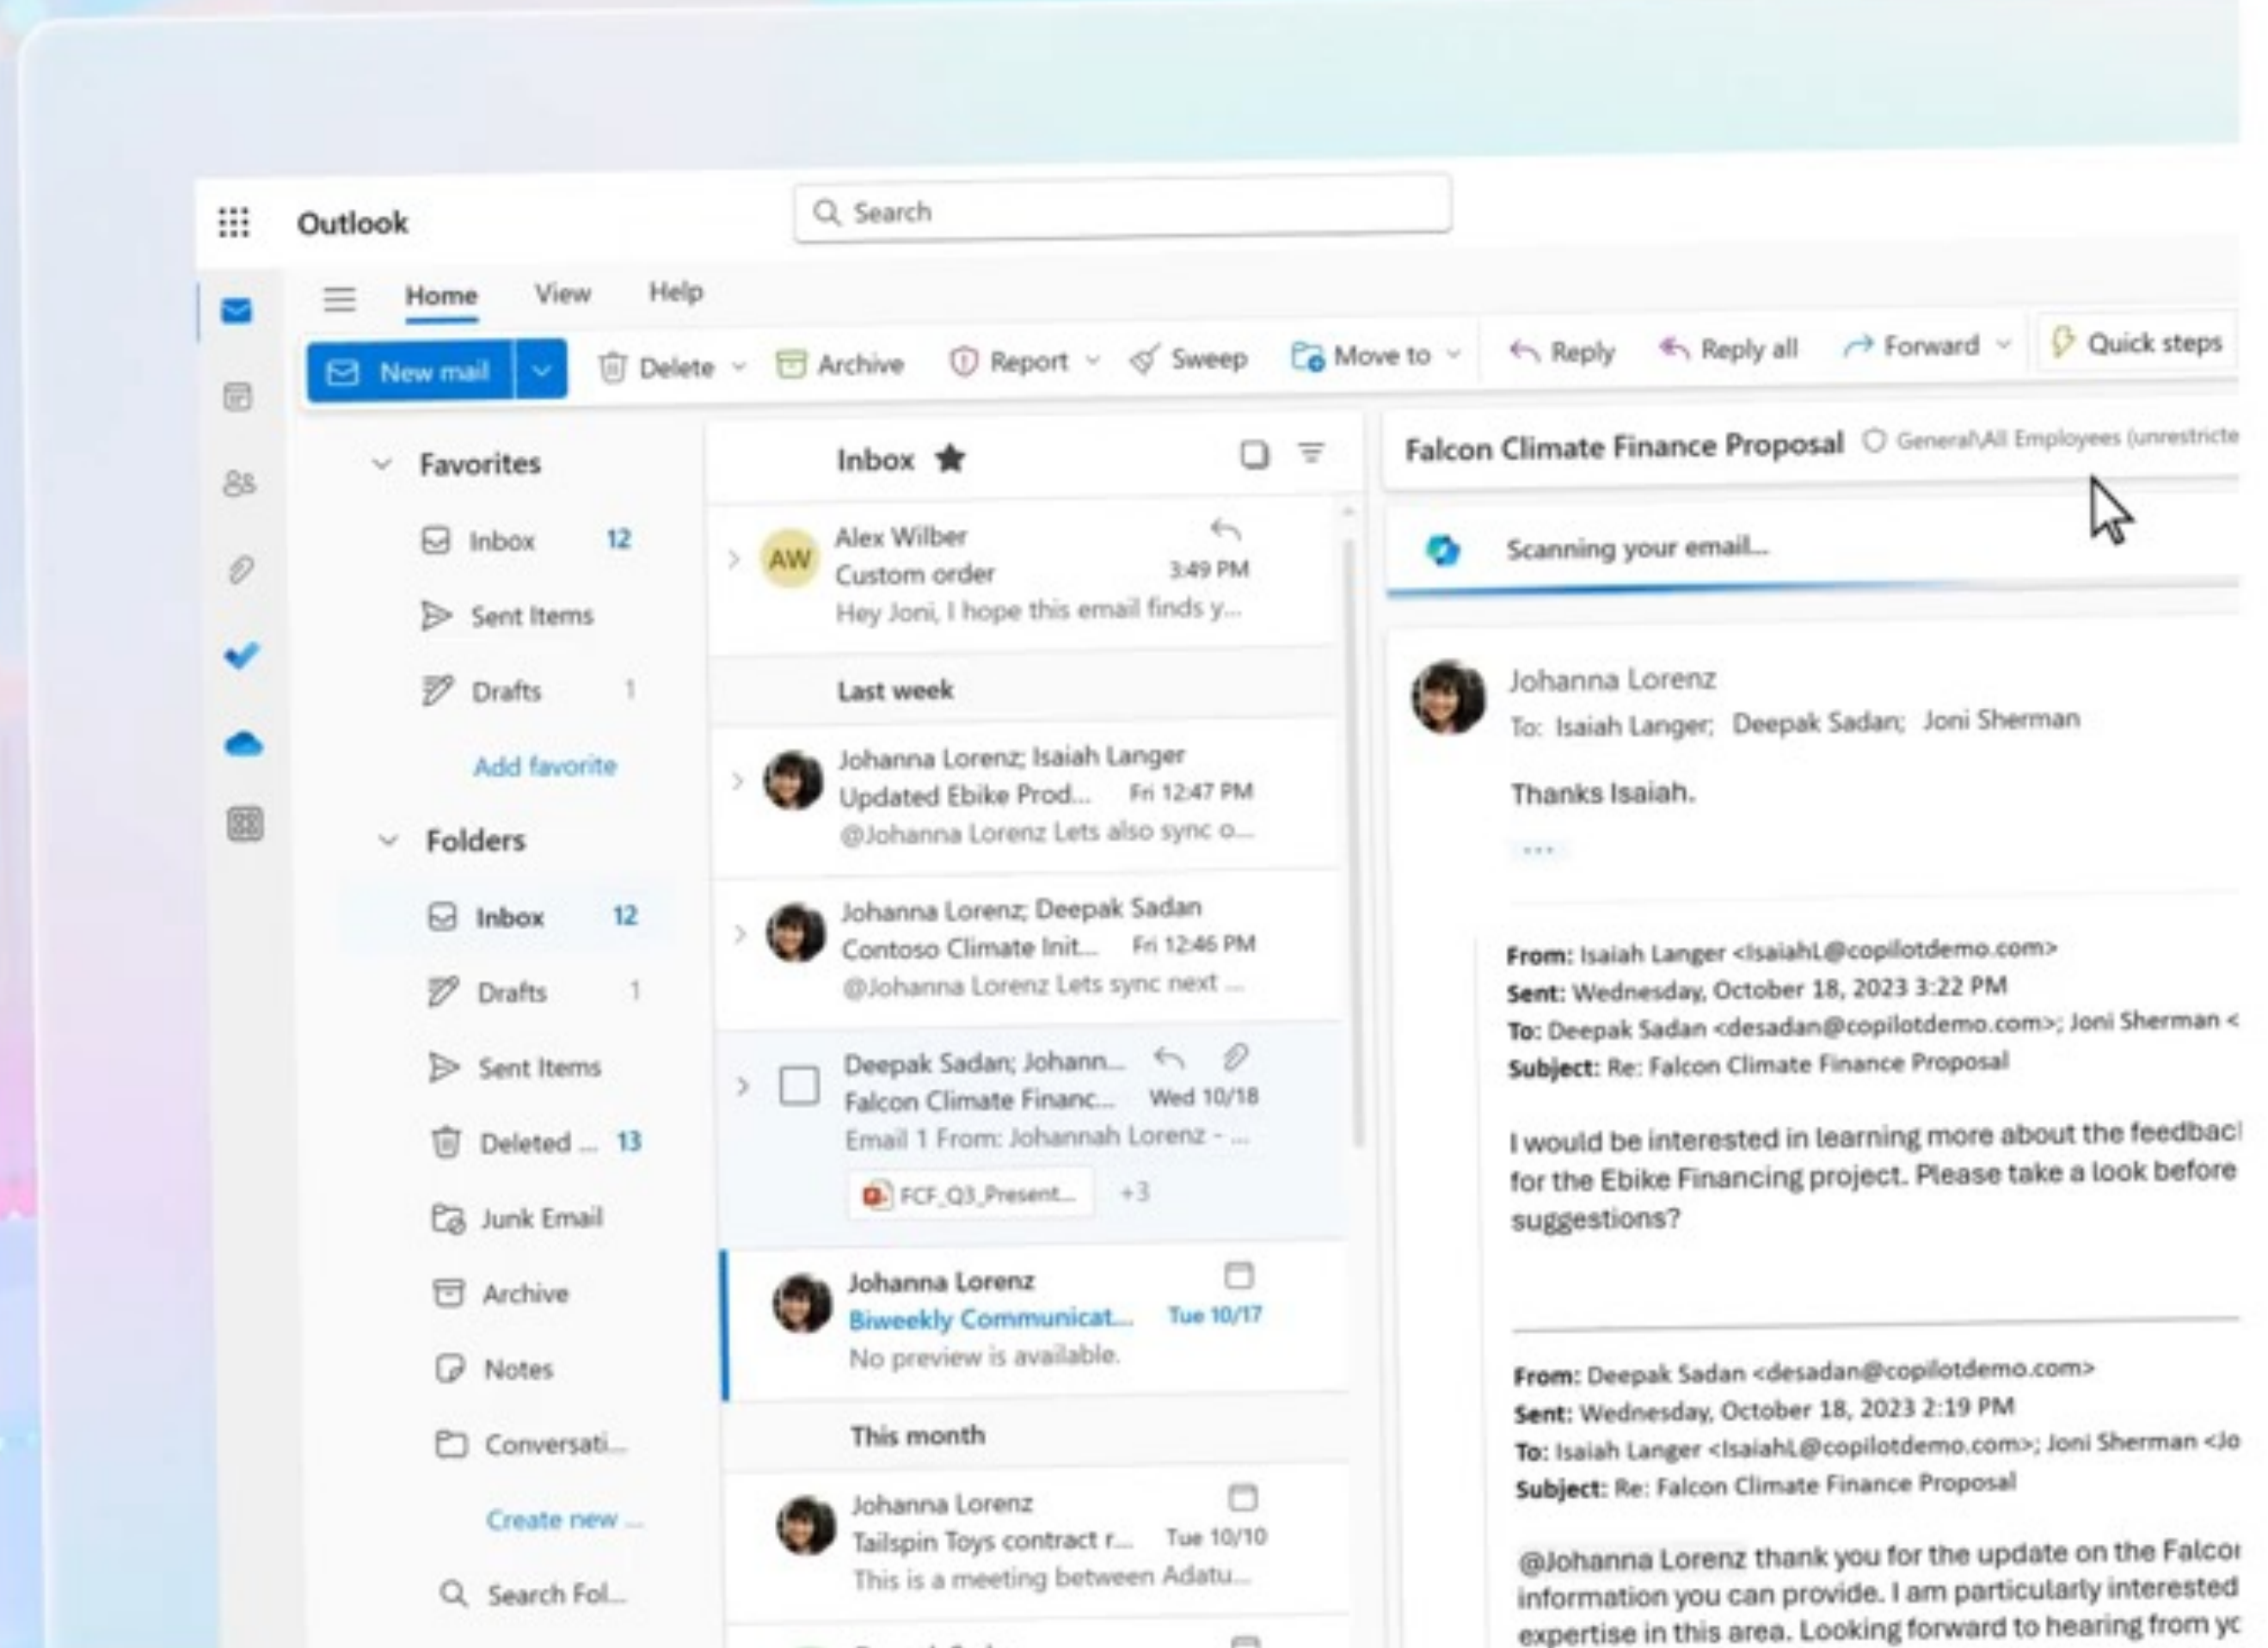 Outlook
Search
Home View Help
New mail Delete Archive Report Sweep Move to Reply Reply all Forward Quick steps
Favorites
Inbox 12
Sent Items
Drafts 1
Add favorite
Folders
Inbox 12
Drafts 1
Sent Items
Deleted ... 13
Junk Email
Archive
Notes
Conversati...
Create new ...
Search Fol...
Inbox
AW
Alex Wilber
Custom order 3:49 PM
Hey Joni, I hope this email finds y...
Last week
Johanna Lorenz; Isaiah Langer
Updated Ebike Prod... Fri 12:47 PM
@Johanna Lorenz Lets also sync o...
Johanna Lorenz; Deepak Sadan
Contoso Climate Init... Fri 12:46 PM
@Johanna Lorenz Lets sync next ...
Deepak Sadan; Johann...
Falcon Climate Financ... Wed 10/18
Email 1 From: Johannah Lorenz - ...
FCF_Q3_Present... +3
Johanna Lorenz
Biweekly Communicat... Tue 10/17
No preview is available.
This month
Johanna Lorenz
Tailspin Toys contract r... Tue 10/10
This is a meeting between Adatu...
Falcon Climate Finance Proposal General\All Employees (unrestricte
Scanning your email...
Johanna Lorenz
To: Isaiah Langer; Deepak Sadan; Joni Sherman
Thanks Isaiah.
...
From: Isaiah Langer <IsaiahL@copilotdemo.com>
Sent: Wednesday, October 18, 2023 3:22 PM
To: Deepak Sadan <desadan@copilotdemo.com>; Joni Sherman <
Subject: Re: Falcon Climate Finance Proposal
I would be interested in learning more about the feedbac
for the Ebike Financing project. Please take a look before
suggestions?
From: Deepak Sadan <desadan@copilotdemo.com>
Sent: Wednesday, October 18, 2023 2:19 PM
To: Isaiah Langer <IsaiahL@copilotdemo.com>; Joni Sherman <Jo
Subject: Re: Falcon Climate Finance Proposal
@Johanna Lorenz thank you for the update on the Falco
information you can provide. I am particularly interested
expertise in this area. Looking forward to hearing from yo